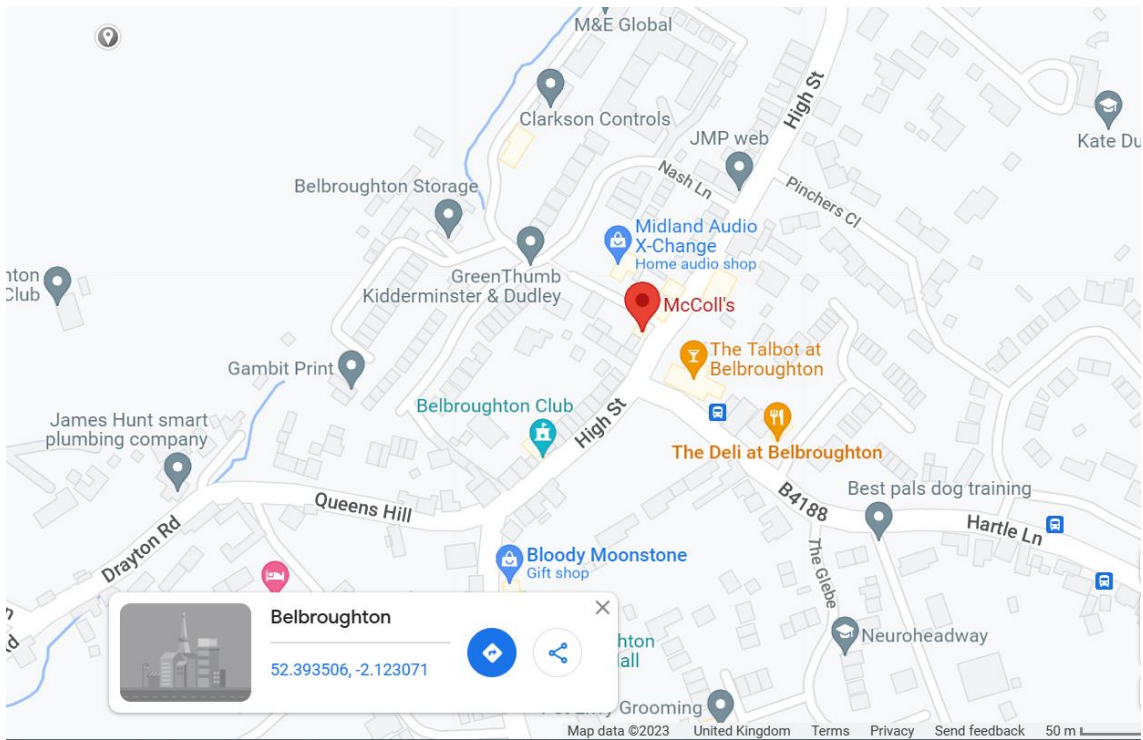 M&E Global
High St
Clarkson Controls
JMP web
Kate Du
Nash Ln
Pinchers Cl
Belbroughton Storage
Midland Audio
X-Change
Home audio shop
nton
Club
GreenThumb
Kidderminster & Dudley
McColl's
The Talbot at
Belbroughton
Gambit Print
Belbroughton Club
High St
James Hunt smart
plumbing company
The Deli at Belbroughton
Queens Hill
B4188
Best pals dog training
Hartle Ln
Drayton Rd
Bloody Moonstone
Gift shop
The Glebe
Belbroughton
52.393506, -2.123071
hton
all
Neuroheadway
Grooming
Map data ©2023 United Kingdom Terms Privacy Send feedback 50 m